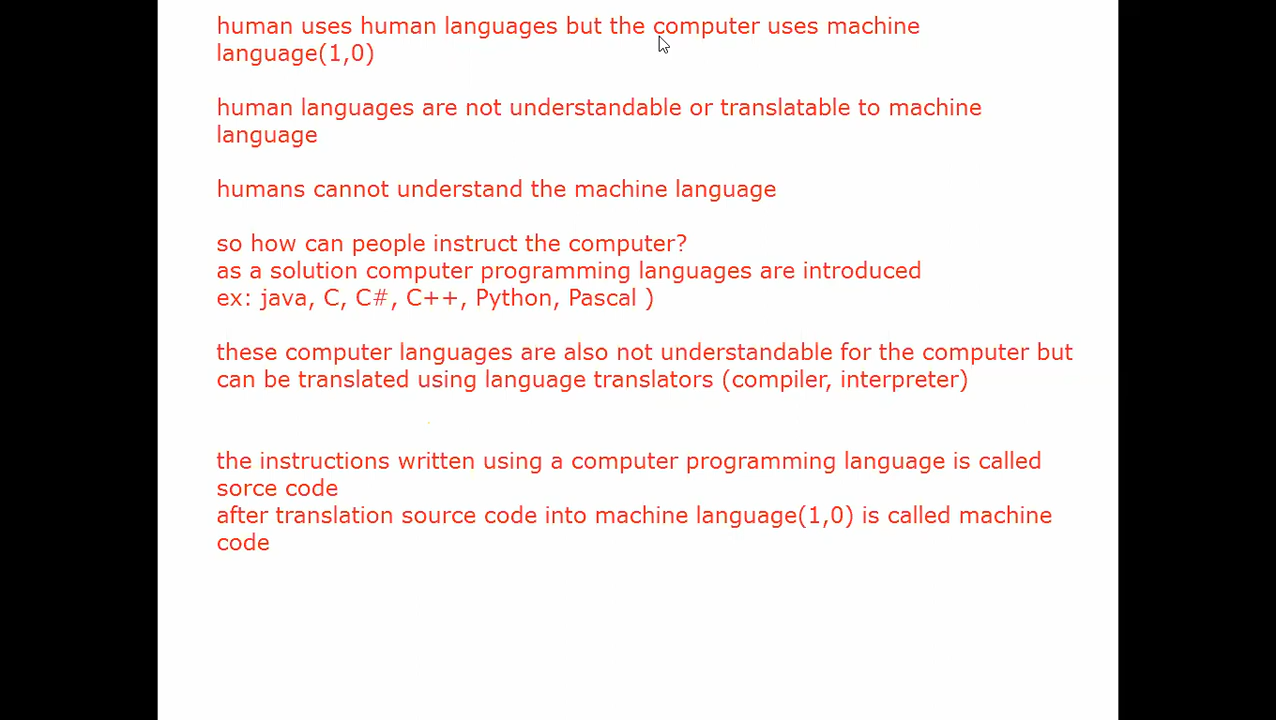 human uses human languages but the computer uses machine
language(1,0)
human languages are not understandable or translatable to machine
language
humans cannot understand the machine language
so how can people instruct the computer?
as a solution computer programming languages are introduced
ex: java, C, C#, C++, Python, Pascal )
these computer languages are also not understandable for the computer but
can be translated using language translators (compiler, interpreter)
the instructions written using a computer programming language is called
sorce code
after translation source code into machine language(1,0) is called machine
code